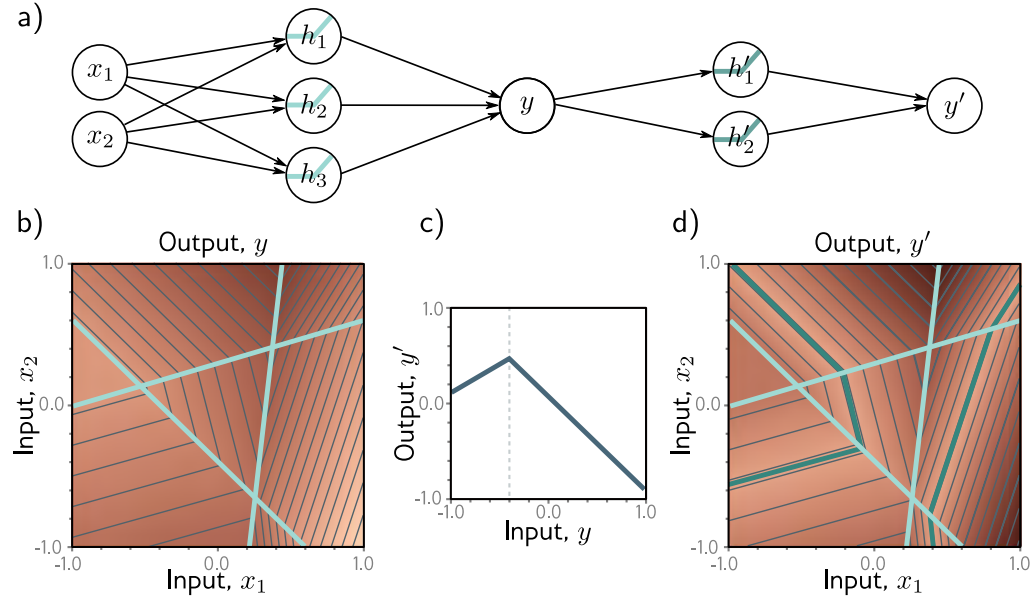 a)
h₁
x₁
h₂
x₂
h₃
y
h′₁
h′₂
y′
b)
Output, y
1.0
Input, x₂
0.0
-1.0
-1.0
0.0
1.0
Input, x₁
c)
1.0
Output, y′
0.0
-1.0
-1.0
0.0
1.0
Input, y
d)
Output, y′
1.0
Input, x₂
0.0
-1.0
-1.0
0.0
1.0
Input, x₁